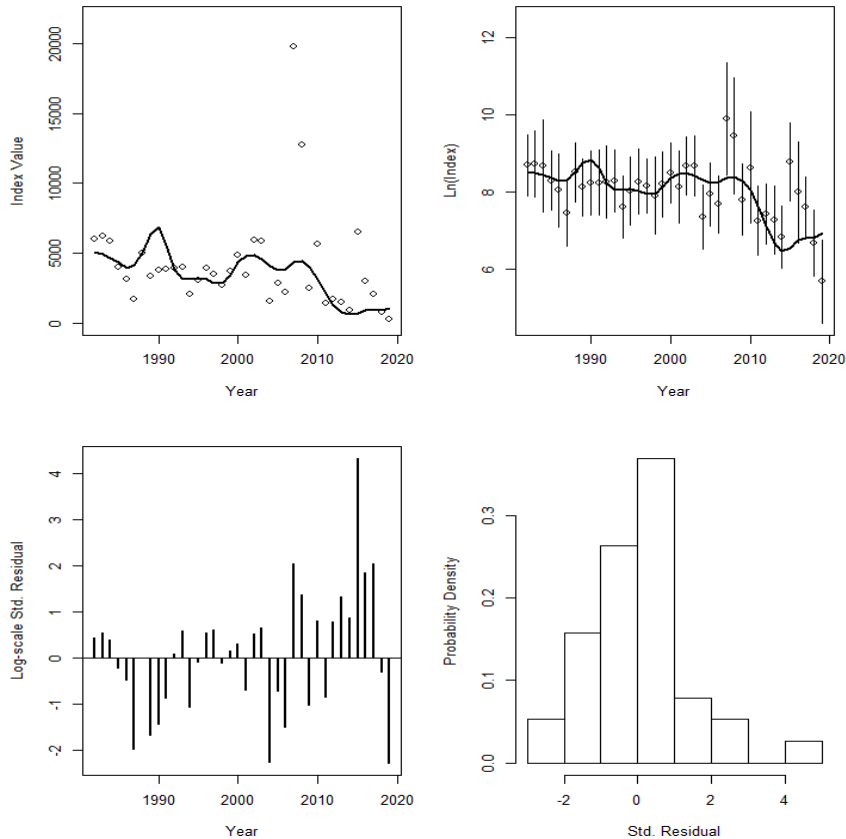 Index Value
20000
15000
10000
5000
0
1990 2000 2010 2020
Year
Ln(Index)
12
10
8
6
1990 2000 2010 2020
Year
Log-scale Std. Residual
4
3
2
1
0
-1
-2
1990 2000 2010 2020
Year
Probability Density
0.3
0.2
0.1
0.0
-2 0 2 4
Std. Residual